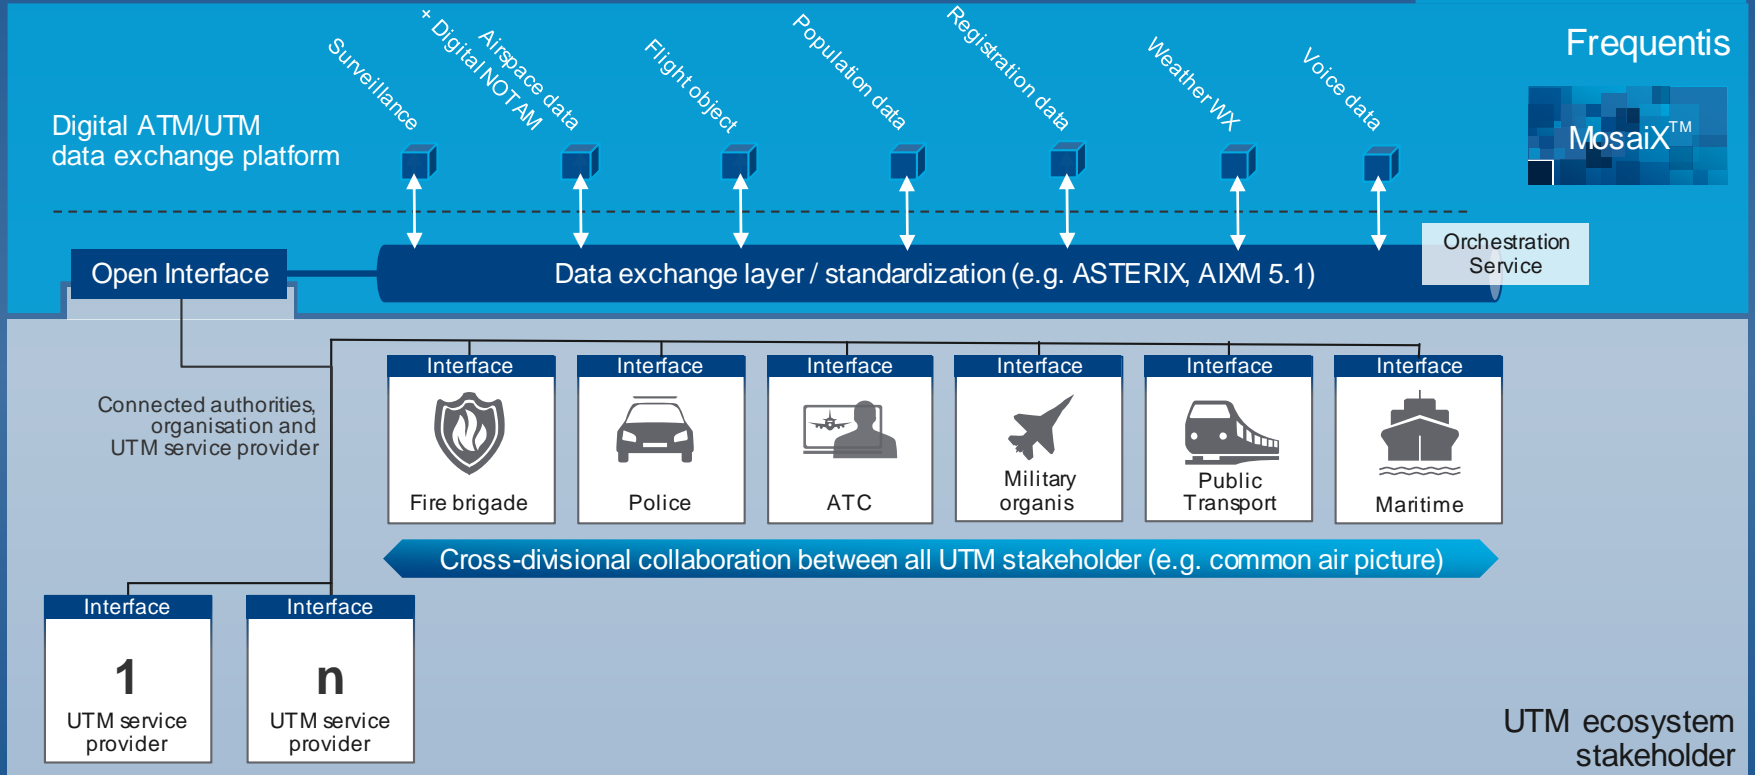 Surveillance
Airspace data
+ Digital NOTAM
Flight object
Population data
Registration data
Weather WX
Voice data
Frequentis
MosaiX™
Digital ATM/UTM
data exchange platform
Open Interface
Data exchange layer / standardization (e.g. ASTERIX, AIXM 5.1)
Orchestration
Service
Connected authorities,
organisation and
UTM service provider
Interface
Fire brigade
Interface
Police
Interface
ATC
Interface
Military
organis
Interface
Public
Transport
Interface
Maritime
Cross-divisional collaboration between all UTM stakeholder (e.g. common air picture)
Interface
1
UTM service
provider
Interface
n
UTM service
provider
UTM ecosystem
stakeholder